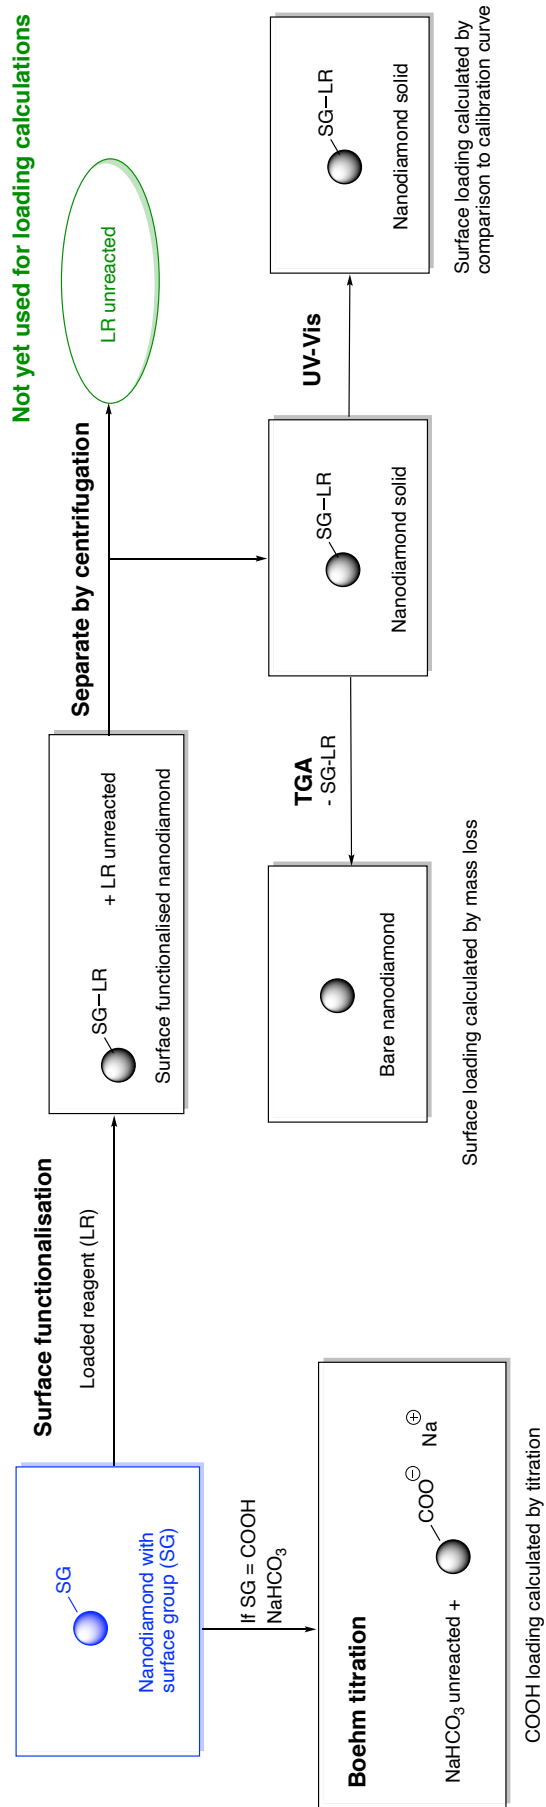 SG
Nanodiamond with
surface group (SG)
Surface functionalisation
Loaded reagent (LR)
SG–LR
+ LR unreacted
Surface functionalised nanodiamond
Separate by centrifugation
Not yet used for loading calculations
LR unreacted
If SG = COOH
NaHCO3
Boehm titration
NaHCO3 unreacted +
COO⊖
Na⊕
COOH loading calculated by titration
Bare nanodiamond
Surface loading calculated by mass loss
TGA
- SG-LR
SG–LR
Nanodiamond solid
UV-Vis
SG–LR
Nanodiamond solid
Surface loading calculated by
comparison to calibration curve